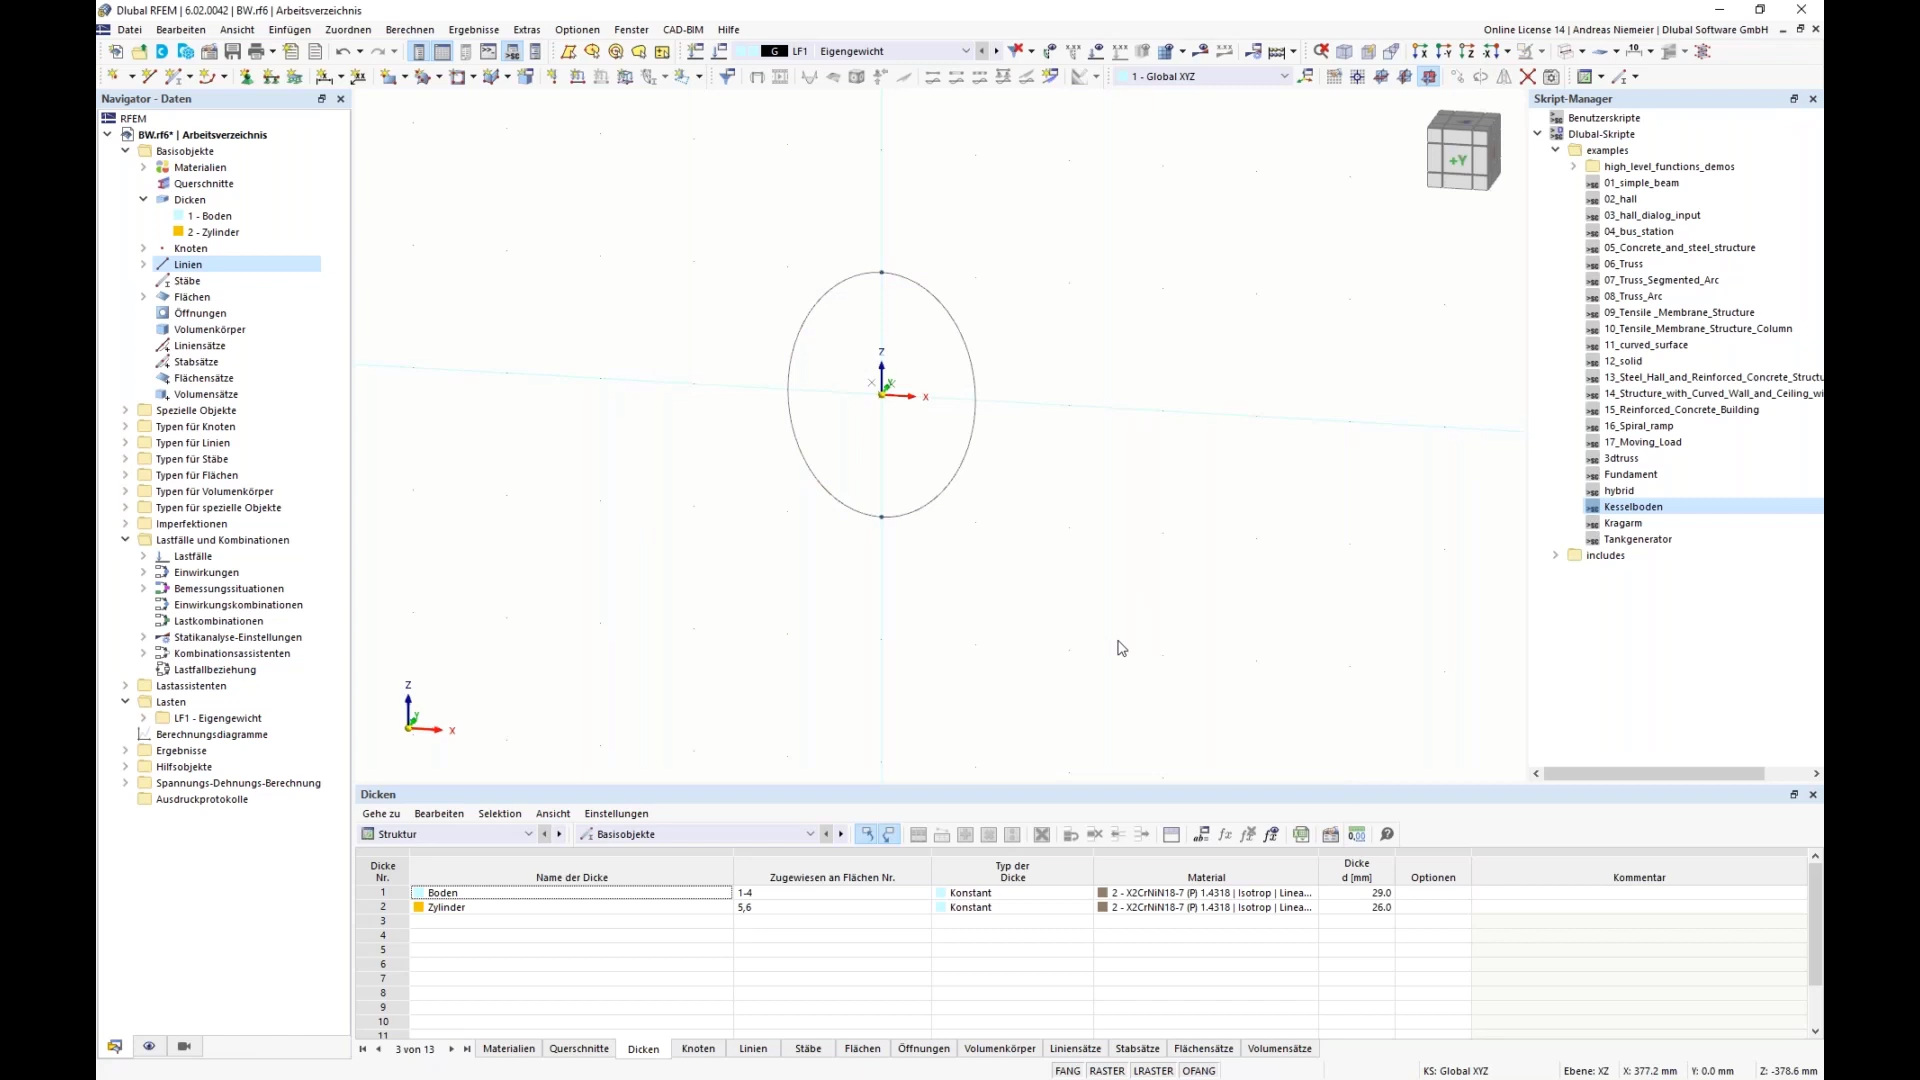 Dlubal RFEM | 6.02.0042 | BW.rf6 | Arbeitsverzeichnis
Datei Bearbeiten Ansicht Einfügen Zuordnen Berechnen Ergebnisse Extras Optionen Fenster CAD-BIM Hilfe
Online License 14 | Andreas Niemeier | Dlubal Software GmbH
G LF1 Eigengewicht
1 - Global XYZ
Navigator - Daten
RFEM
BW.rf6* | Arbeitsverzeichnis
Basisobjekte
Materialien
Querschnitte
Dicken
1 - Boden
2 - Zylinder
Knoten
Linien
Stäbe
Flächen
Öffnungen
Volumenkörper
Liniensätze
Stabsätze
Flächensätze
Volumensätze
Spezielle Objekte
Typen für Knoten
Typen für Linien
Typen für Stäbe
Typen für Flächen
Typen für Volumenkörper
Typen für spezielle Objekte
Imperfektionen
Lastfälle und Kombinationen
Lastfälle
Einwirkungen
Bemessungssituationen
Einwirkungskombinationen
Lastkombinationen
Statikanalyse-Einstellungen
Kombinationsassistenten
Lastfallbeziehung
Lastassistenten
Lasten
LF1 - Eigengewicht
Berechnungsdiagramme
Ergebnisse
Hilfsobjekte
Spannungs-Dehnungs-Berechnung
Ausdruckprotokolle
+Y
Z
X
Z
X
Skript-Manager
Benutzerskripte
Dlubal-Skripte
examples
high_level_functions_demos
01_simple_beam
02_hall
03_hall_dialog_input
04_bus_station
05_Concrete_and_steel_structure
06_Truss
07_Truss_Segmented_Arc
08_Truss_Arc
09_Tensile _Membrane_Structure
10_Tensile_Membrane_Structure_Column
11_curved_surface
12_solid
13_Steel_Hall_and_Reinforced_Concrete_Structu
14_Structure_with_Curved_Wall_and_Ceiling_wi
15_Reinforced_Concrete_Building
16_Spiral_ramp
17_Moving_Load
3dtruss
Fundament
hybrid
Kesselboden
Kragarm
Tankgenerator
includes
Dicken
Gehe zu Bearbeiten Selektion Ansicht Einstellungen
Struktur Basisobjekte
Dicke Nr. Name der Dicke Zugewiesen an Flächen Nr. Typ der Dicke Material Dicke d [mm] Optionen Kommentar
1 Boden 1-4 Konstant 2 - X2CrNiN18-7 (P) 1.4318 | Isotrop | Linea... 29.0
2 Zylinder 5,6 Konstant 2 - X2CrNiN18-7 (P) 1.4318 | Isotrop | Linea... 26.0
3
4
5
6
7
8
9
10
11
3 von 13 Materialien Querschnitte Dicken Knoten Linien Stäbe Flächen Öffnungen Volumenkörper Liniensätze Stabsätze Flächensätze Volumensätze
FANG RASTER LRASTER OFANG KS: Global XYZ Ebene: XZ X: 377.2 mm Y: 0.0 mm Z: -378.6 mm